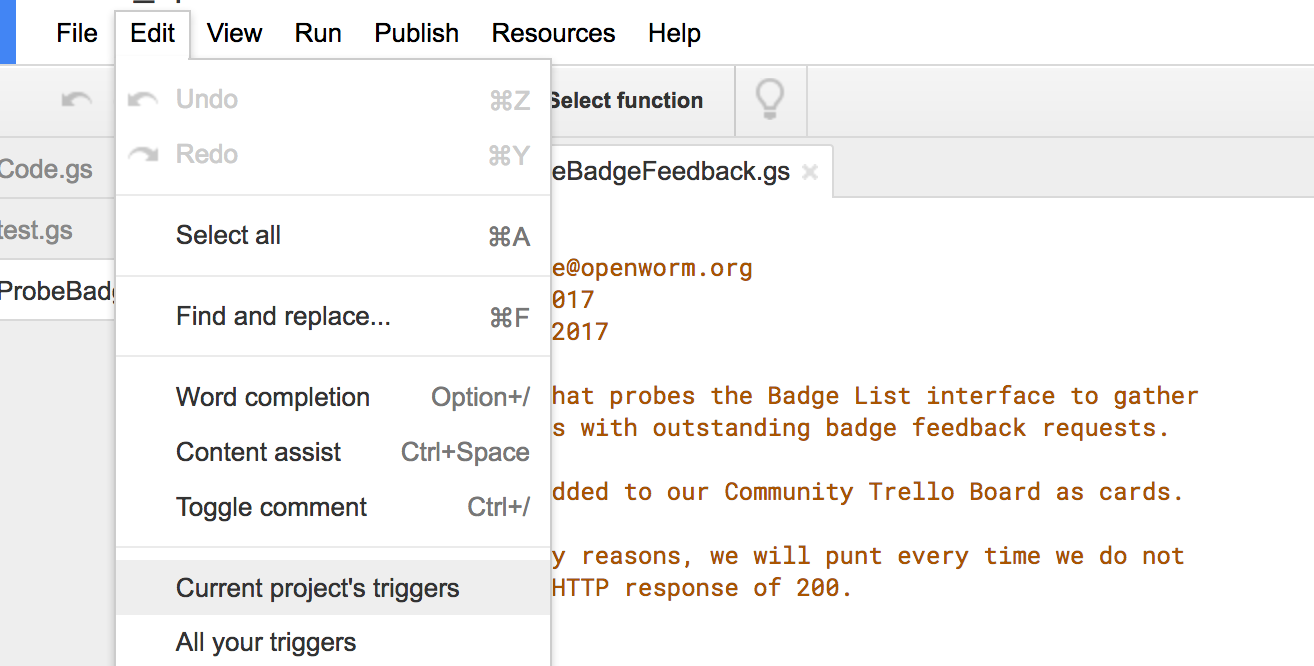 File Edit View Run Publish Resources Help
Undo ⌘Z
Redo ⌘Y
Select all ⌘A
Find and replace... ⌘F
Word completion Option+/
Content assist Ctrl+Space
Toggle comment Ctrl+/
Current project's triggers
All your triggers
Select function
Code.gs
test.gs
ProbeBadg
eBadgeFeedback.gs
e@openworm.org
017
2017
hat probes the Badge List interface to gather
s with outstanding badge feedback requests.
dded to our Community Trello Board as cards.
y reasons, we will punt every time we do not
HTTP response of 200.